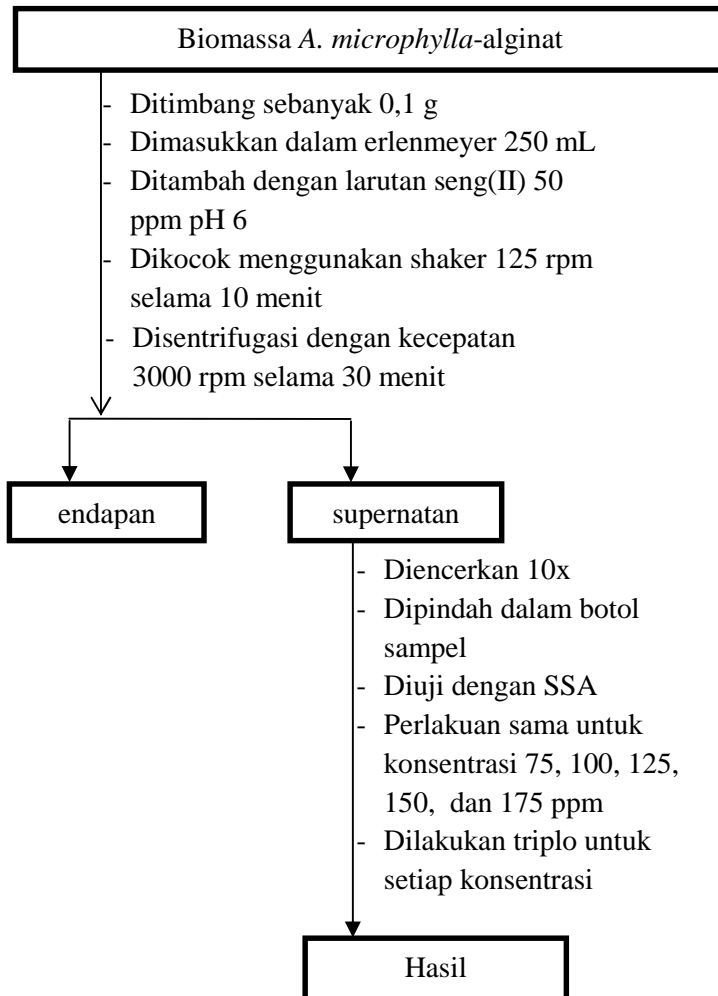 Biomassa A. microphylla-alginat
- Ditimbang sebanyak 0,1 g
- Dimasukkan dalam erlenmeyer 250 mL
- Ditambah dengan larutan seng(II) 50
ppm pH 6
- Dikocok menggunakan shaker 125 rpm
selama 10 menit
- Disentrifugasi dengan kecepatan
3000 rpm selama 30 menit
endapan
supernatan
- Diencerkan 10x
- Dipindah dalam botol
sampel
- Diuji dengan SSA
- Perlakuan sama untuk
konsentrasi 75, 100, 125,
150, dan 175 ppm
- Dilakukan triplo untuk
setiap konsentrasi
Hasil